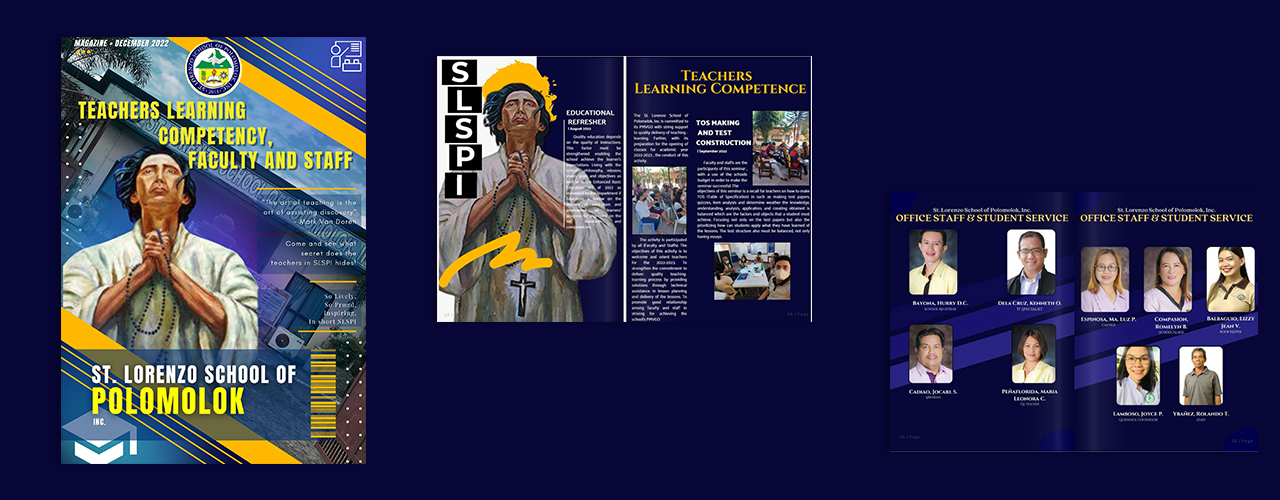 MAGAZINE • DECEMBER 2022
TEACHERS LEARNING
COMPETENCY,
FACULTY AND STAFF
"The art of teaching is the
art of assisting discovery."
Mark Van Doren
Come and see what
secret does the
teachers in SLSPI hides!
So Lively,
So Proud,
Inspiring,
In short SLSPI
ST. LORENZO SCHOOL OF
POLOMOLOK
INC.
S
L
S
P
I
EDUCATIONAL
REFRESHER
1 August 2022
Quality education depends
on the quality of instructions.
This factor must be
strengthened enabling the
school achieve the learner's
TEACHERS
LEARNING COMPETENCE
The St. Lorenzo School of
Polomolok, Inc. is committed to
its PMVGO with strong support
to quality delivery of teaching -
learning. Further, with its
preparation for the opening of
classes for academic year
2022-2023, the conduct of this
activity.
The activity is participated
by all (Faculty and Staffs). The
objectives of this activity is to
welcome and orient teachers
for the 2022-2023. To
strengthen the commitment to
deliver quality teaching-
learning process by providing
solutions through technical
assistance in lesson planning
and delivery of the lessons. To
promote good relationship
among faculty and staff in
striving for achieving the
school's PMVGO
TOS MAKING
AND TEST
CONSTRUCTION
1 September 2022
Faculty and staffs are the
participants of this seminar,
with a use of the schools
budget in order to make the
seminar successful. The
objectives of this seminar is a recall for teachers on how to make
TOS (Table of Specification) in such as making test papers,
quizzes, item analysis and determine weather the knowledge,
understanding, analysis, application, and creating obtained is
balanced which are the factors and objects that a student must
achieve. Focusing not only on the test papers but also the
prioritizing how can students apply what they have learned of
the lessons. The test structure also must be balanced, not only
having essays.
St. Lorenzo School of Polomolok, Inc.
OFFICE STAFF & STUDENT SERVICE
BAYONA, HURRY D.C.
SCHOOL REGISTRAR
DELA CRUZ, KENNETH O.
IT SPECIALIST
CADIAO, JOCARL S.
LIBRARIAN
PEÑAFLORIDA, MARIA
LEONORA C.
St. Lorenzo School of Polomolok, Inc.
OFFICE STAFF & STUDENT SERVICE
ESPINOSA, MA. LUZ P.
CASHIER
COMPASION,
ROMELYN B.
SCHOOL NURSE
BALBAGUIO, LIZZY
JEAN V.
BOOK KEEPER
LAMBOSO, JOYCE P.
GUIDANCE COUNSELOR
YBAÑEZ, ROLANDO T.
STAFF